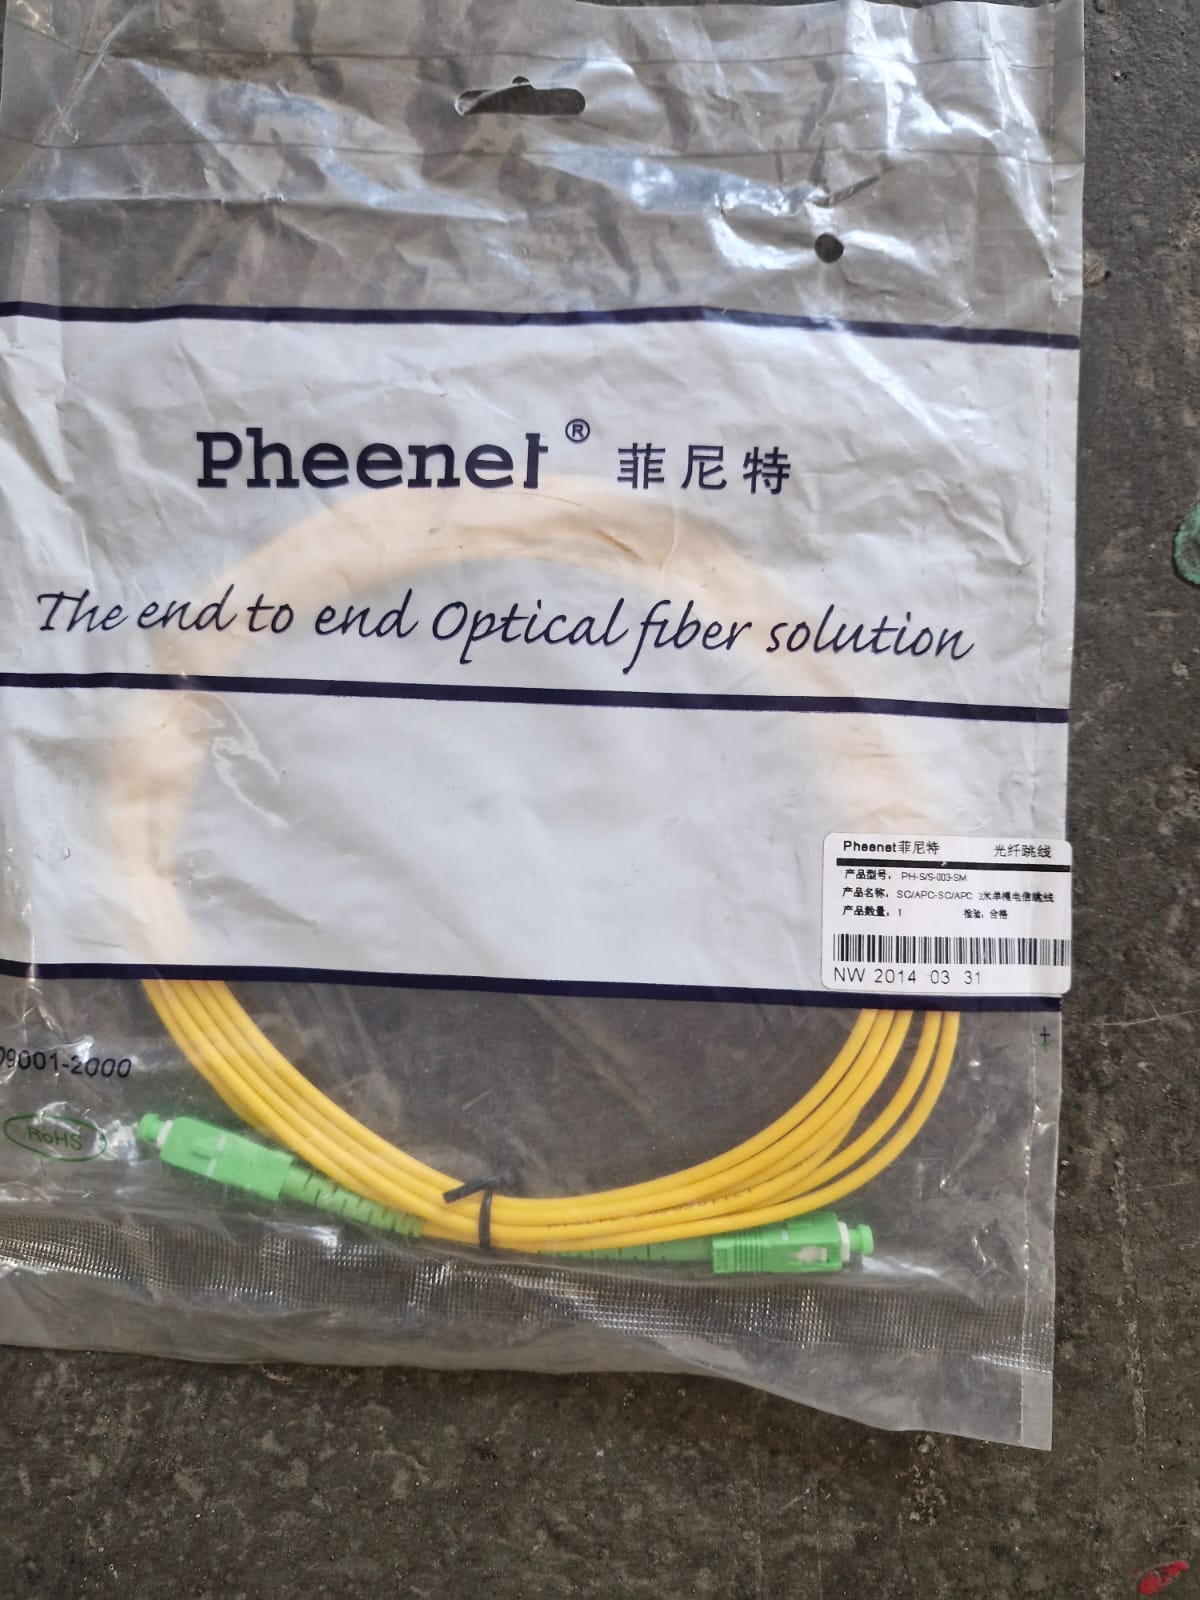 Pheenet® 菲尼特
The end to end Optical fiber solution
Pheenet菲尼特 光纤跳线
产品型号: PH-S/S-003-SM
产品名称: SC/APC-SC/APC 3米单模电信跳线
产品数量: 1 检验: 合格
NW 2014 03 31
09001-2000
RoHS